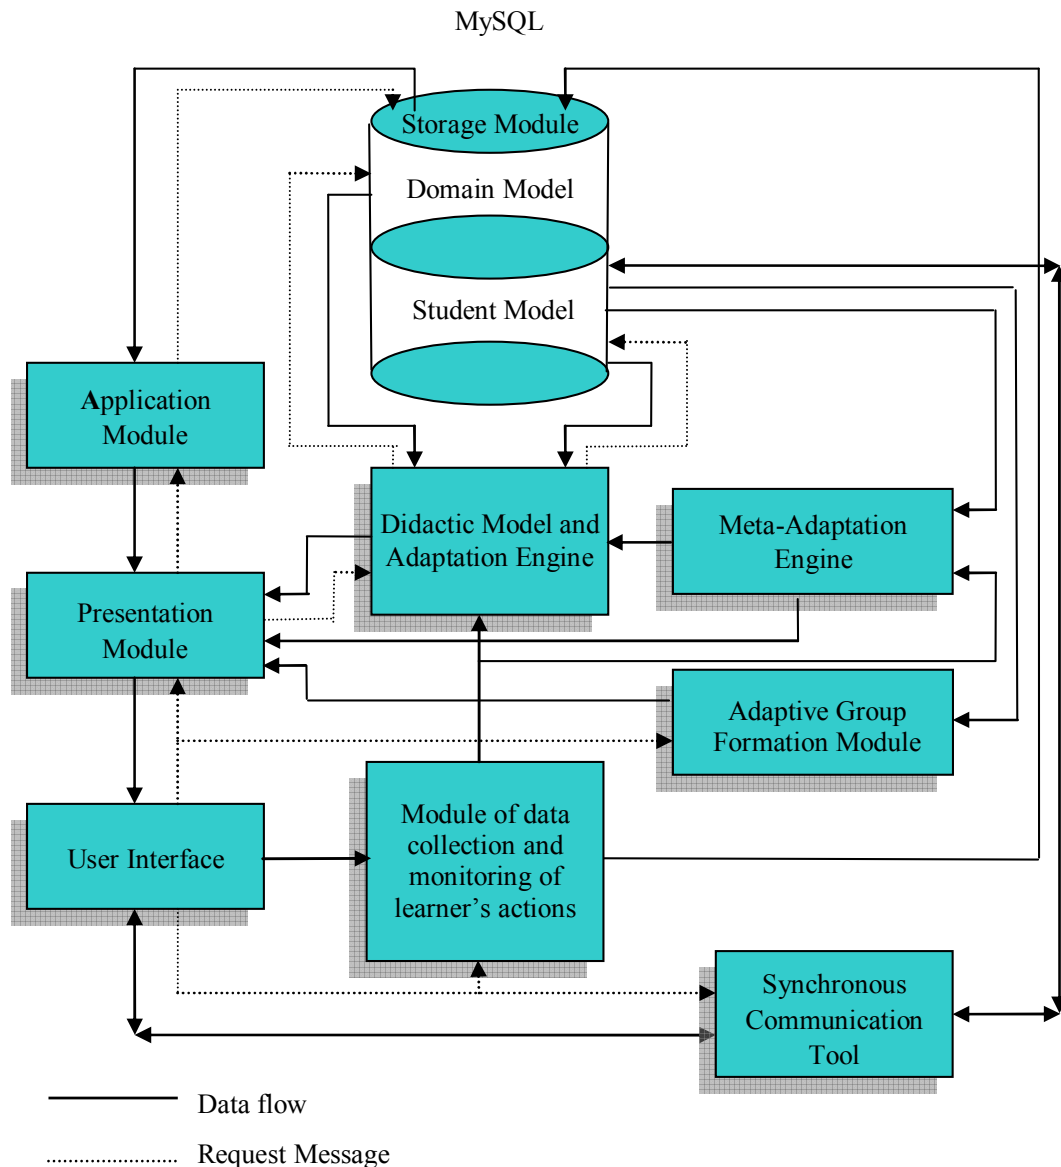 MySQL
Storage Module
Domain Model
Student Model
Application
Module
Didactic Model and
Adaptation Engine
Meta-Adaptation
Engine
Presentation
Module
Adaptive Group
Formation Module
User Interface
Module of data
collection and
monitoring of
learner’s actions
Synchronous
Communication
Tool
Data flow
Request Message